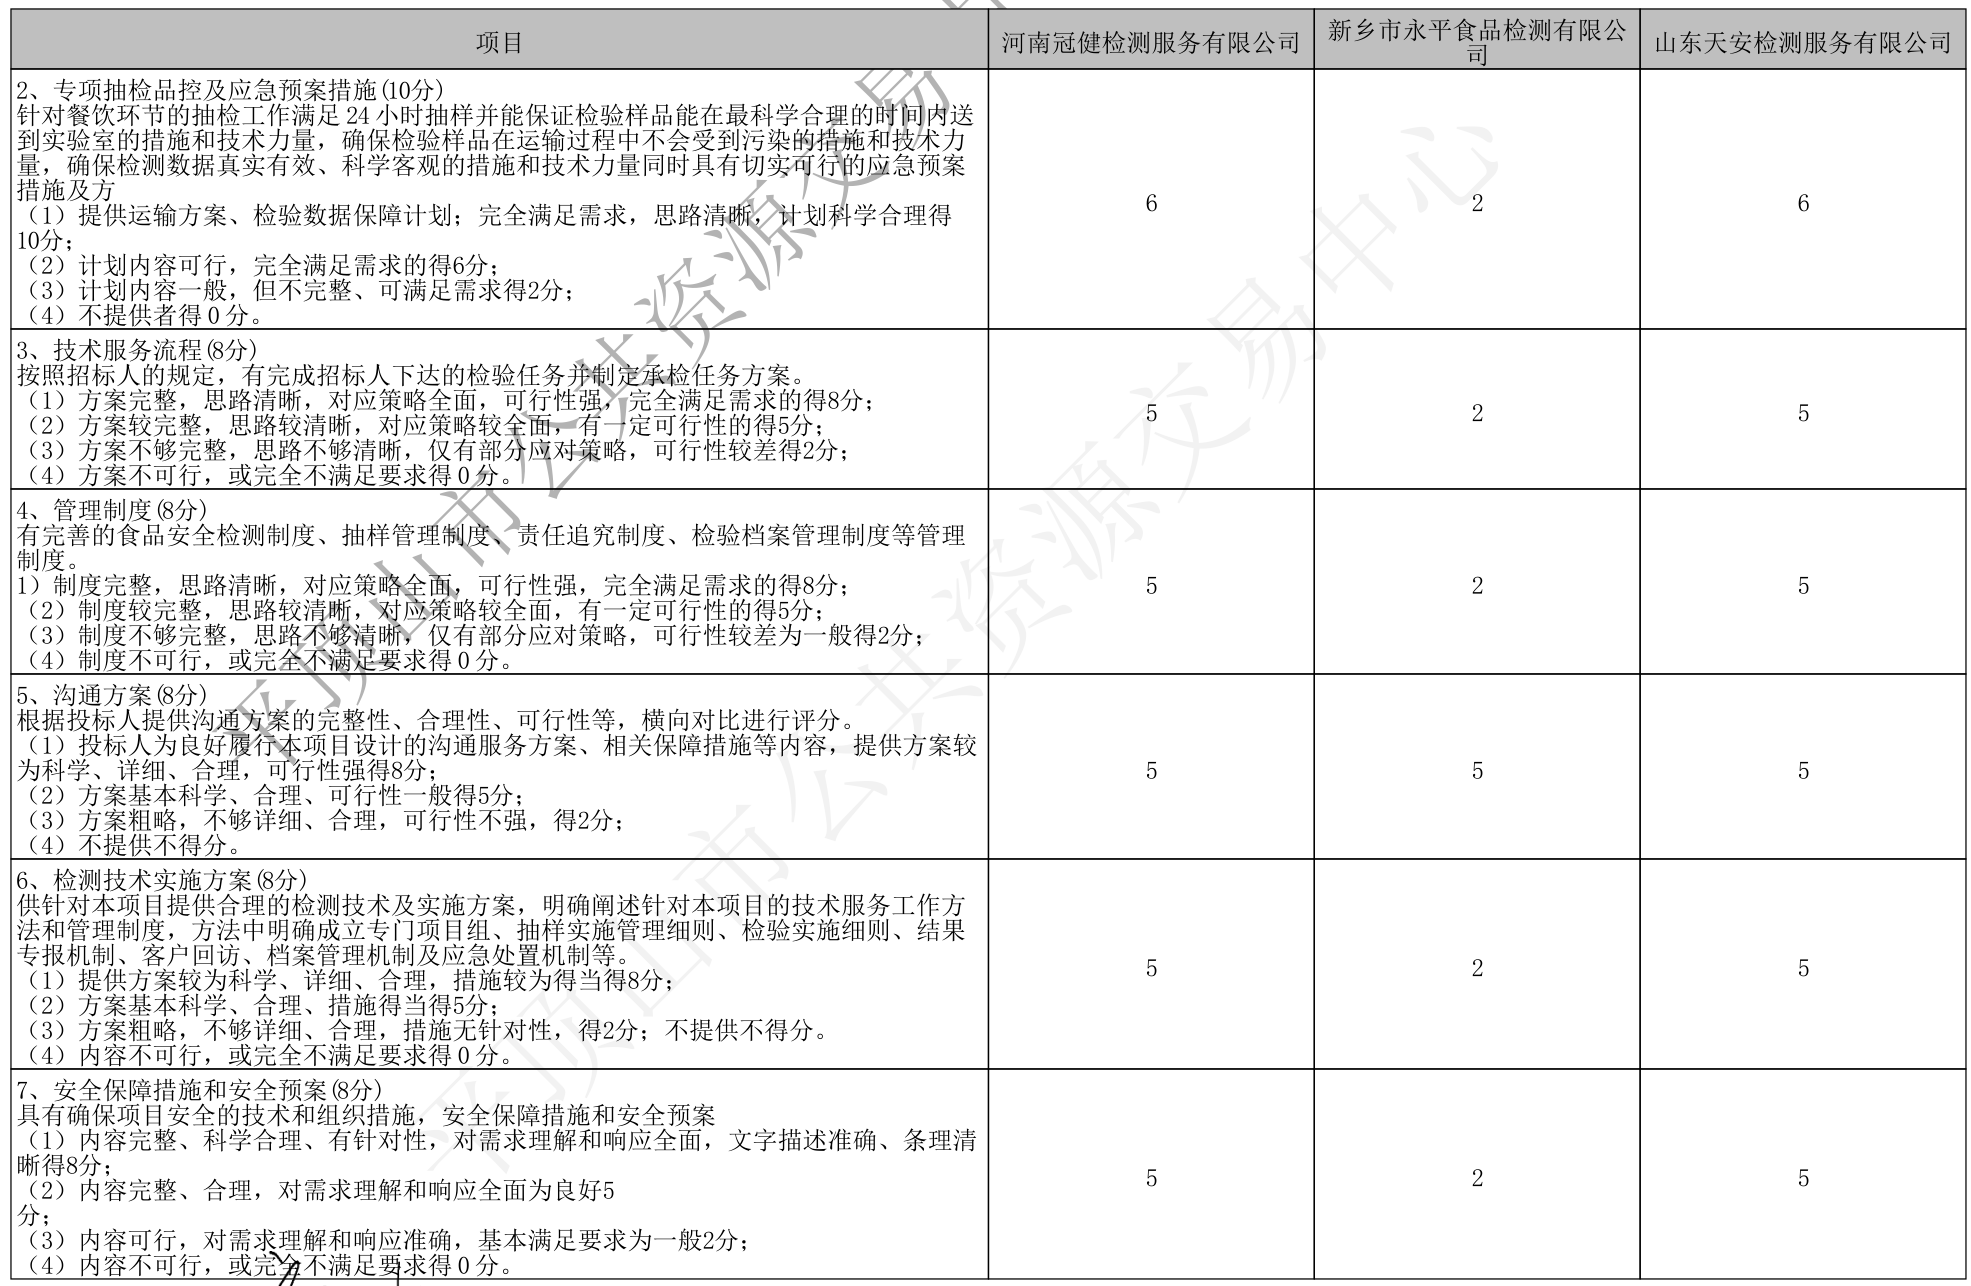 项目 河南冠健检测服务有限公司 新乡市永平食品检测有限公司 山东天安检测服务有限公司
2、专项抽检品控及应急预案措施(10分)
针对餐饮环节的抽检工作满足 24 小时抽样并能保证检验样品能在最科学合理的时间内送
到实验室的措施和技术力量，确保检验样品在运输过程中不会受到污染的措施和技术力
量，确保检测数据真实有效、科学客观的措施和技术力量同时具有切实可行的应急预案
措施及方
（1）提供运输方案、检验数据保障计划；完全满足需求，思路清晰，计划科学合理得
10分；
（2）计划内容可行，完全满足需求的得6分；
（3）计划内容一般，但不完整、可满足需求得2分；
（4）不提供者得 0 分。
6 2 6
3、技术服务流程(8分)
按照招标人的规定，有完成招标人下达的检验任务并制定承检任务方案。
（1）方案完整，思路清晰，对应策略全面，可行性强，完全满足需求的得8分；
（2）方案较完整，思路较清晰，对应策略较全面，有一定可行性的得5分；
（3）方案不够完整，思路不够清晰，仅有部分应对策略，可行性较差得2分；
（4）方案不可行，或完全不满足要求得 0 分。
5 2 5
4、管理制度(8分)
有完善的食品安全检测制度、抽样管理制度、责任追究制度、检验档案管理制度等管理
制度。
1）制度完整，思路清晰，对应策略全面，可行性强，完全满足需求的得8分；
（2）制度较完整，思路较清晰，对应策略较全面，有一定可行性的得5分；
（3）制度不够完整，思路不够清晰，仅有部分应对策略，可行性较差为一般得2分；
（4）制度不可行，或完全不满足要求得 0 分。
5 2 5
5、沟通方案(8分)
根据投标人提供沟通方案的完整性、合理性、可行性等，横向对比进行评分。
（1）投标人为良好履行本项目设计的沟通服务方案、相关保障措施等内容，提供方案较
为科学、详细、合理，可行性强得8分；
（2）方案基本科学、合理、可行性一般得5分；
（3）方案粗略，不够详细、合理，可行性不强，得2分；
（4）不提供不得分。
5 5 5
6、检测技术实施方案(8分)
供针对本项目提供合理的检测技术及实施方案，明确阐述针对本项目的技术服务工作方
法和管理制度，方法中明确成立专门项目组、抽样实施管理细则、检验实施细则、结果
专报机制、客户回访、档案管理机制及应急处置机制等。
（1）提供方案较为科学、详细、合理，措施较为得当得8分；
（2）方案基本科学、合理、措施得当得5分；
（3）方案粗略，不够详细、合理，措施无针对性，得2分；不提供不得分。
（4）内容不可行，或完全不满足要求得 0 分。
5 2 5
7、安全保障措施和安全预案(8分)
具有确保项目安全的技术和组织措施，安全保障措施和安全预案
（1）内容完整、科学合理、有针对性，对需求理解和响应全面，文字描述准确、条理清
晰得8分；
（2）内容完整、合理，对需求理解和响应全面为良好5
分；
（3）内容可行，对需求理解和响应准确，基本满足要求为一般2分；
（4）内容不可行，或完全不满足要求得 0 分。
5 2 5
平顶山市公共资源交易中
平顶山市公共资源交易中心